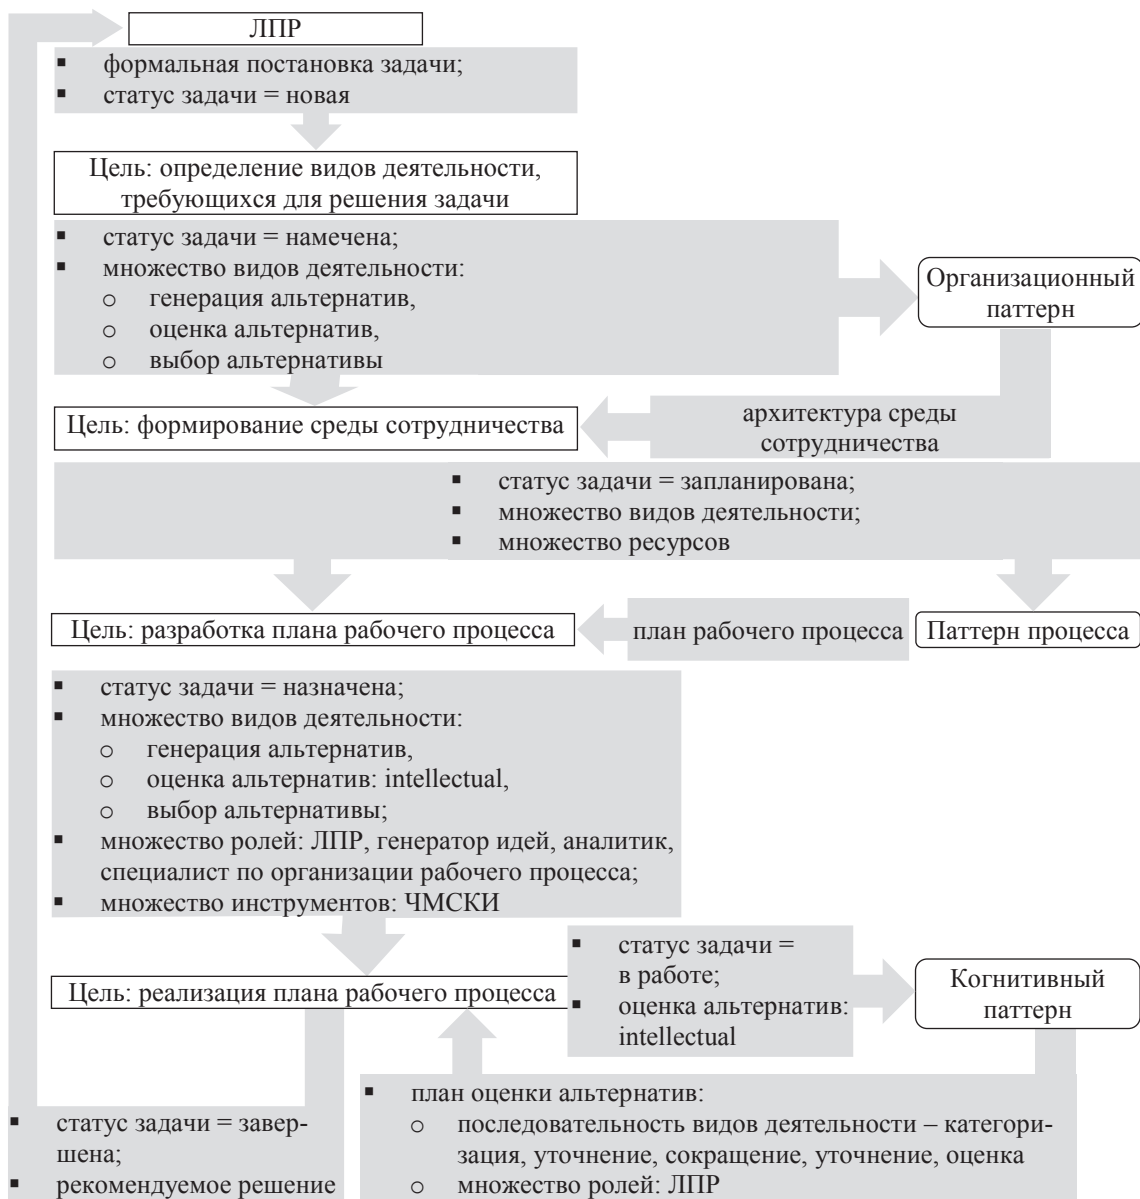 ЛПР
▪ формальная постановка задачи;
▪ статус задачи = новая
Цель: определение видов деятельности,
требующихся для решения задачи
▪ статус задачи = намечена;
▪ множество видов деятельности:
o генерация альтернатив,
o оценка альтернатив,
o выбор альтернативы
Организационный
паттерн
Цель: формирование среды сотрудничества
архитектура среды
сотрудничества
▪ статус задачи = запланирована;
▪ множество видов деятельности;
▪ множество ресурсов
Цель: разработка плана рабочего процесса
план рабочего процесса
Паттерн процесса
▪ статус задачи = назначена;
▪ множество видов деятельности:
o генерация альтернатив,
o оценка альтернатив: intellectual,
o выбор альтернативы;
▪ множество ролей: ЛПР, генератор идей, аналитик,
специалист по организации рабочего процесса;
▪ множество инструментов: ЧМСКИ
Цель: реализация плана рабочего процесса
▪ статус задачи =
в работе;
▪ оценка альтернатив:
intellectual
Когнитивный
паттерн
▪ статус задачи = завер-
шена;
▪ рекомендуемое решение
▪ план оценки альтернатив:
o последовательность видов деятельности – категори-
зация, уточнение, сокращение, уточнение, оценка
o множество ролей: ЛПР